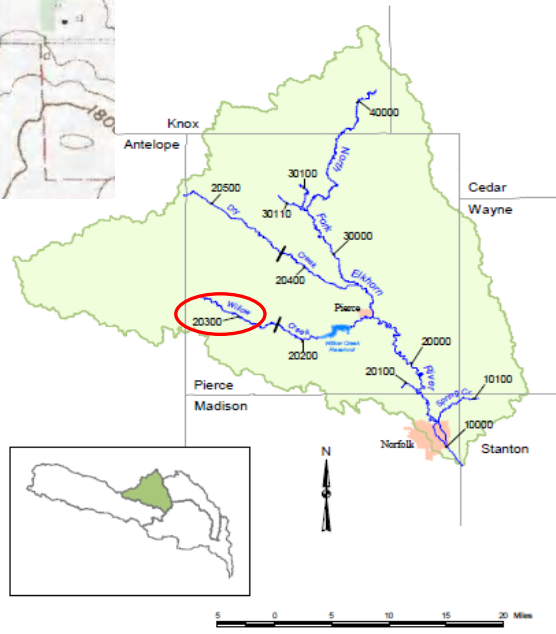 1800
Knox
Antelope
Cedar
Wayne
40000
North
30100
30110
Fork
30000
20500
Dry
Creek
20400
Elkhorn
Pierce
Willow
20300
Creek
20200
Willow Creek
Reservoir
20000
River
20100
10100
Spring Cr.
10000
Pierce
Madison
Norfolk
Stanton
N
5 0 5 10 15 20 Miles